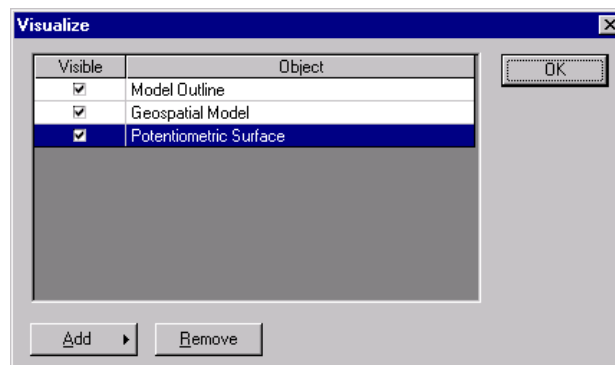 Visualize
Visible Object
OK
Model Outline
Geospatial Model
Potentiometric Surface
Add
Remove